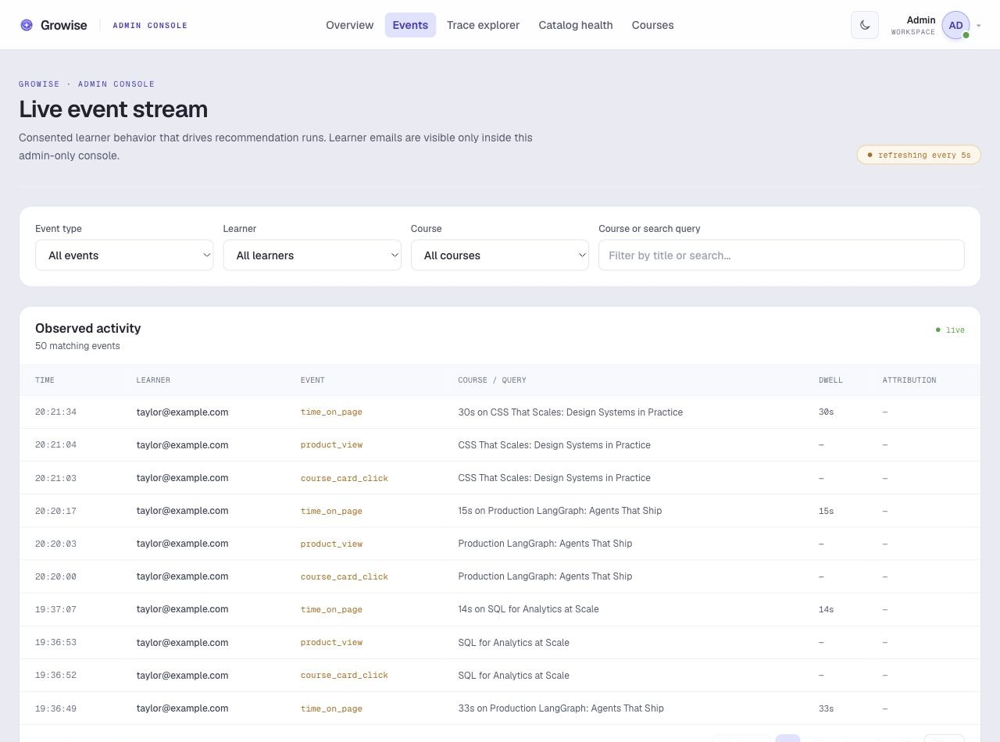 Growise
ADMIN CONSOLE
Overview
Events
Trace explorer
Catalog health
Courses
Admin
WORKSPACE
AD
GROWISE · ADMIN CONSOLE
Live event stream
Consented learner behavior that drives recommendation runs. Learner emails are visible only inside this
admin-only console.
refreshing every 5s
Event type
Learner
Course
Course or search query
All events
All learners
All courses
Filter by title or search…
Observed activity
50 matching events
live
TIME LEARNER EVENT COURSE / QUERY DWELL ATTRIBUTION
20:21:34 taylor@example.com time_on_page 30s on CSS That Scales: Design Systems in Practice 30s —
20:21:04 taylor@example.com product_view CSS That Scales: Design Systems in Practice — —
20:21:03 taylor@example.com course_card_click CSS That Scales: Design Systems in Practice — —
20:20:17 taylor@example.com time_on_page 15s on Production LangGraph: Agents That Ship 15s —
20:20:03 taylor@example.com product_view Production LangGraph: Agents That Ship — —
20:20:00 taylor@example.com course_card_click Production LangGraph: Agents That Ship — —
19:37:07 taylor@example.com time_on_page 14s on SQL for Analytics at Scale 14s —
19:36:53 taylor@example.com product_view SQL for Analytics at Scale — —
19:36:52 taylor@example.com course_card_click SQL for Analytics at Scale — —
19:36:49 taylor@example.com time_on_page 33s on Production LangGraph: Agents That Ship 33s —